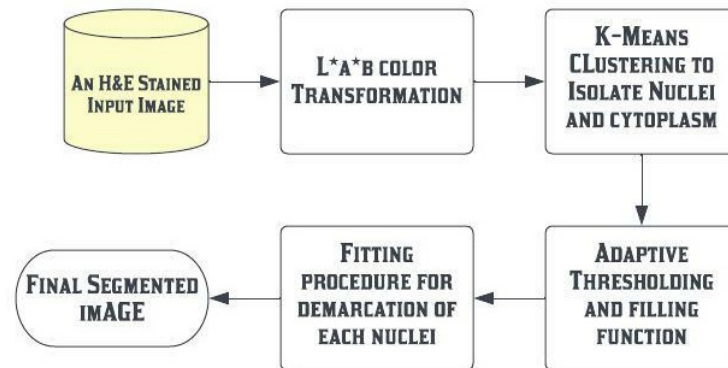 An H&E Stained
Input Image
L*A*B color
Transformation
K-Means
CLustering to
Isolate Nuclei
and cytoplasm
Adaptive
Thresholding
and filling
function
Fitting
procedure for
demarcation of
each nuclei
Final Segmented
imAGE